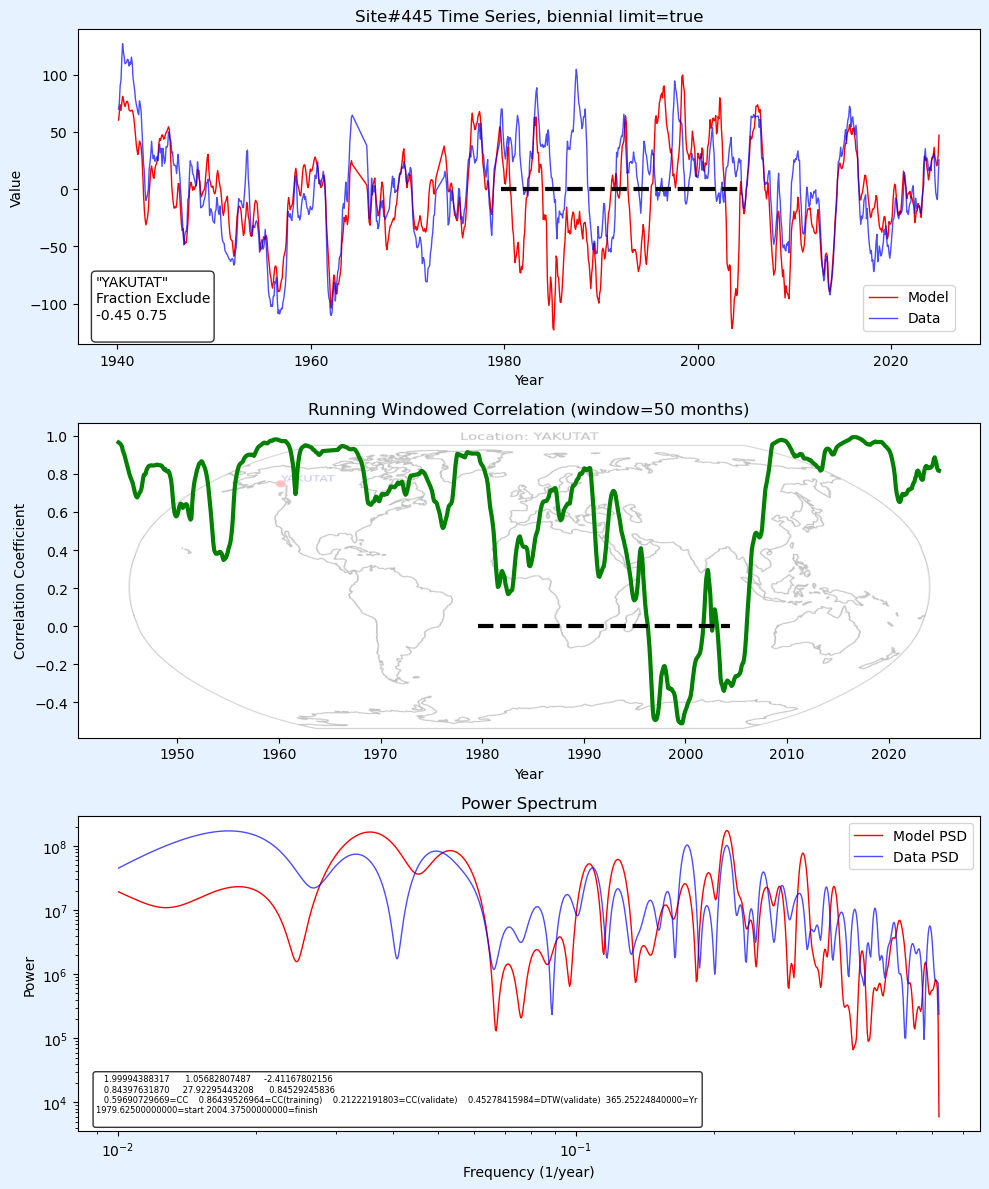 Site#445 Time Series, biennial limit=true
Value
100
50
0
−50
−100
"YAKUTAT"
Fraction Exclude
-0.45 0.75
Model
Data
1940 1960 1980 2000 2020
Year
Running Windowed Correlation (window=50 months)
Location: YAKUTAT
YAKUTAT
Correlation Coefficient
1.0
0.8
0.6
0.4
0.2
0.0
−0.2
−0.4
1950 1960 1970 1980 1990 2000 2010 2020
Year
Power Spectrum
Model PSD
Data PSD
Power
10^8
10^7
10^6
10^5
10^4
1.99994388317 1.05682807487 -2.41167802156
0.84397631870 27.92295443208 0.84529245836
0.59690729669=CC 0.86439526964=CC(training) 0.21222191803=CC(validate) 0.45278415984=DTW(validate) 365.25224840000=Yr
1979.62500000000=start 2004.37500000000=finish
10^−2 10^−1
Frequency (1/year)